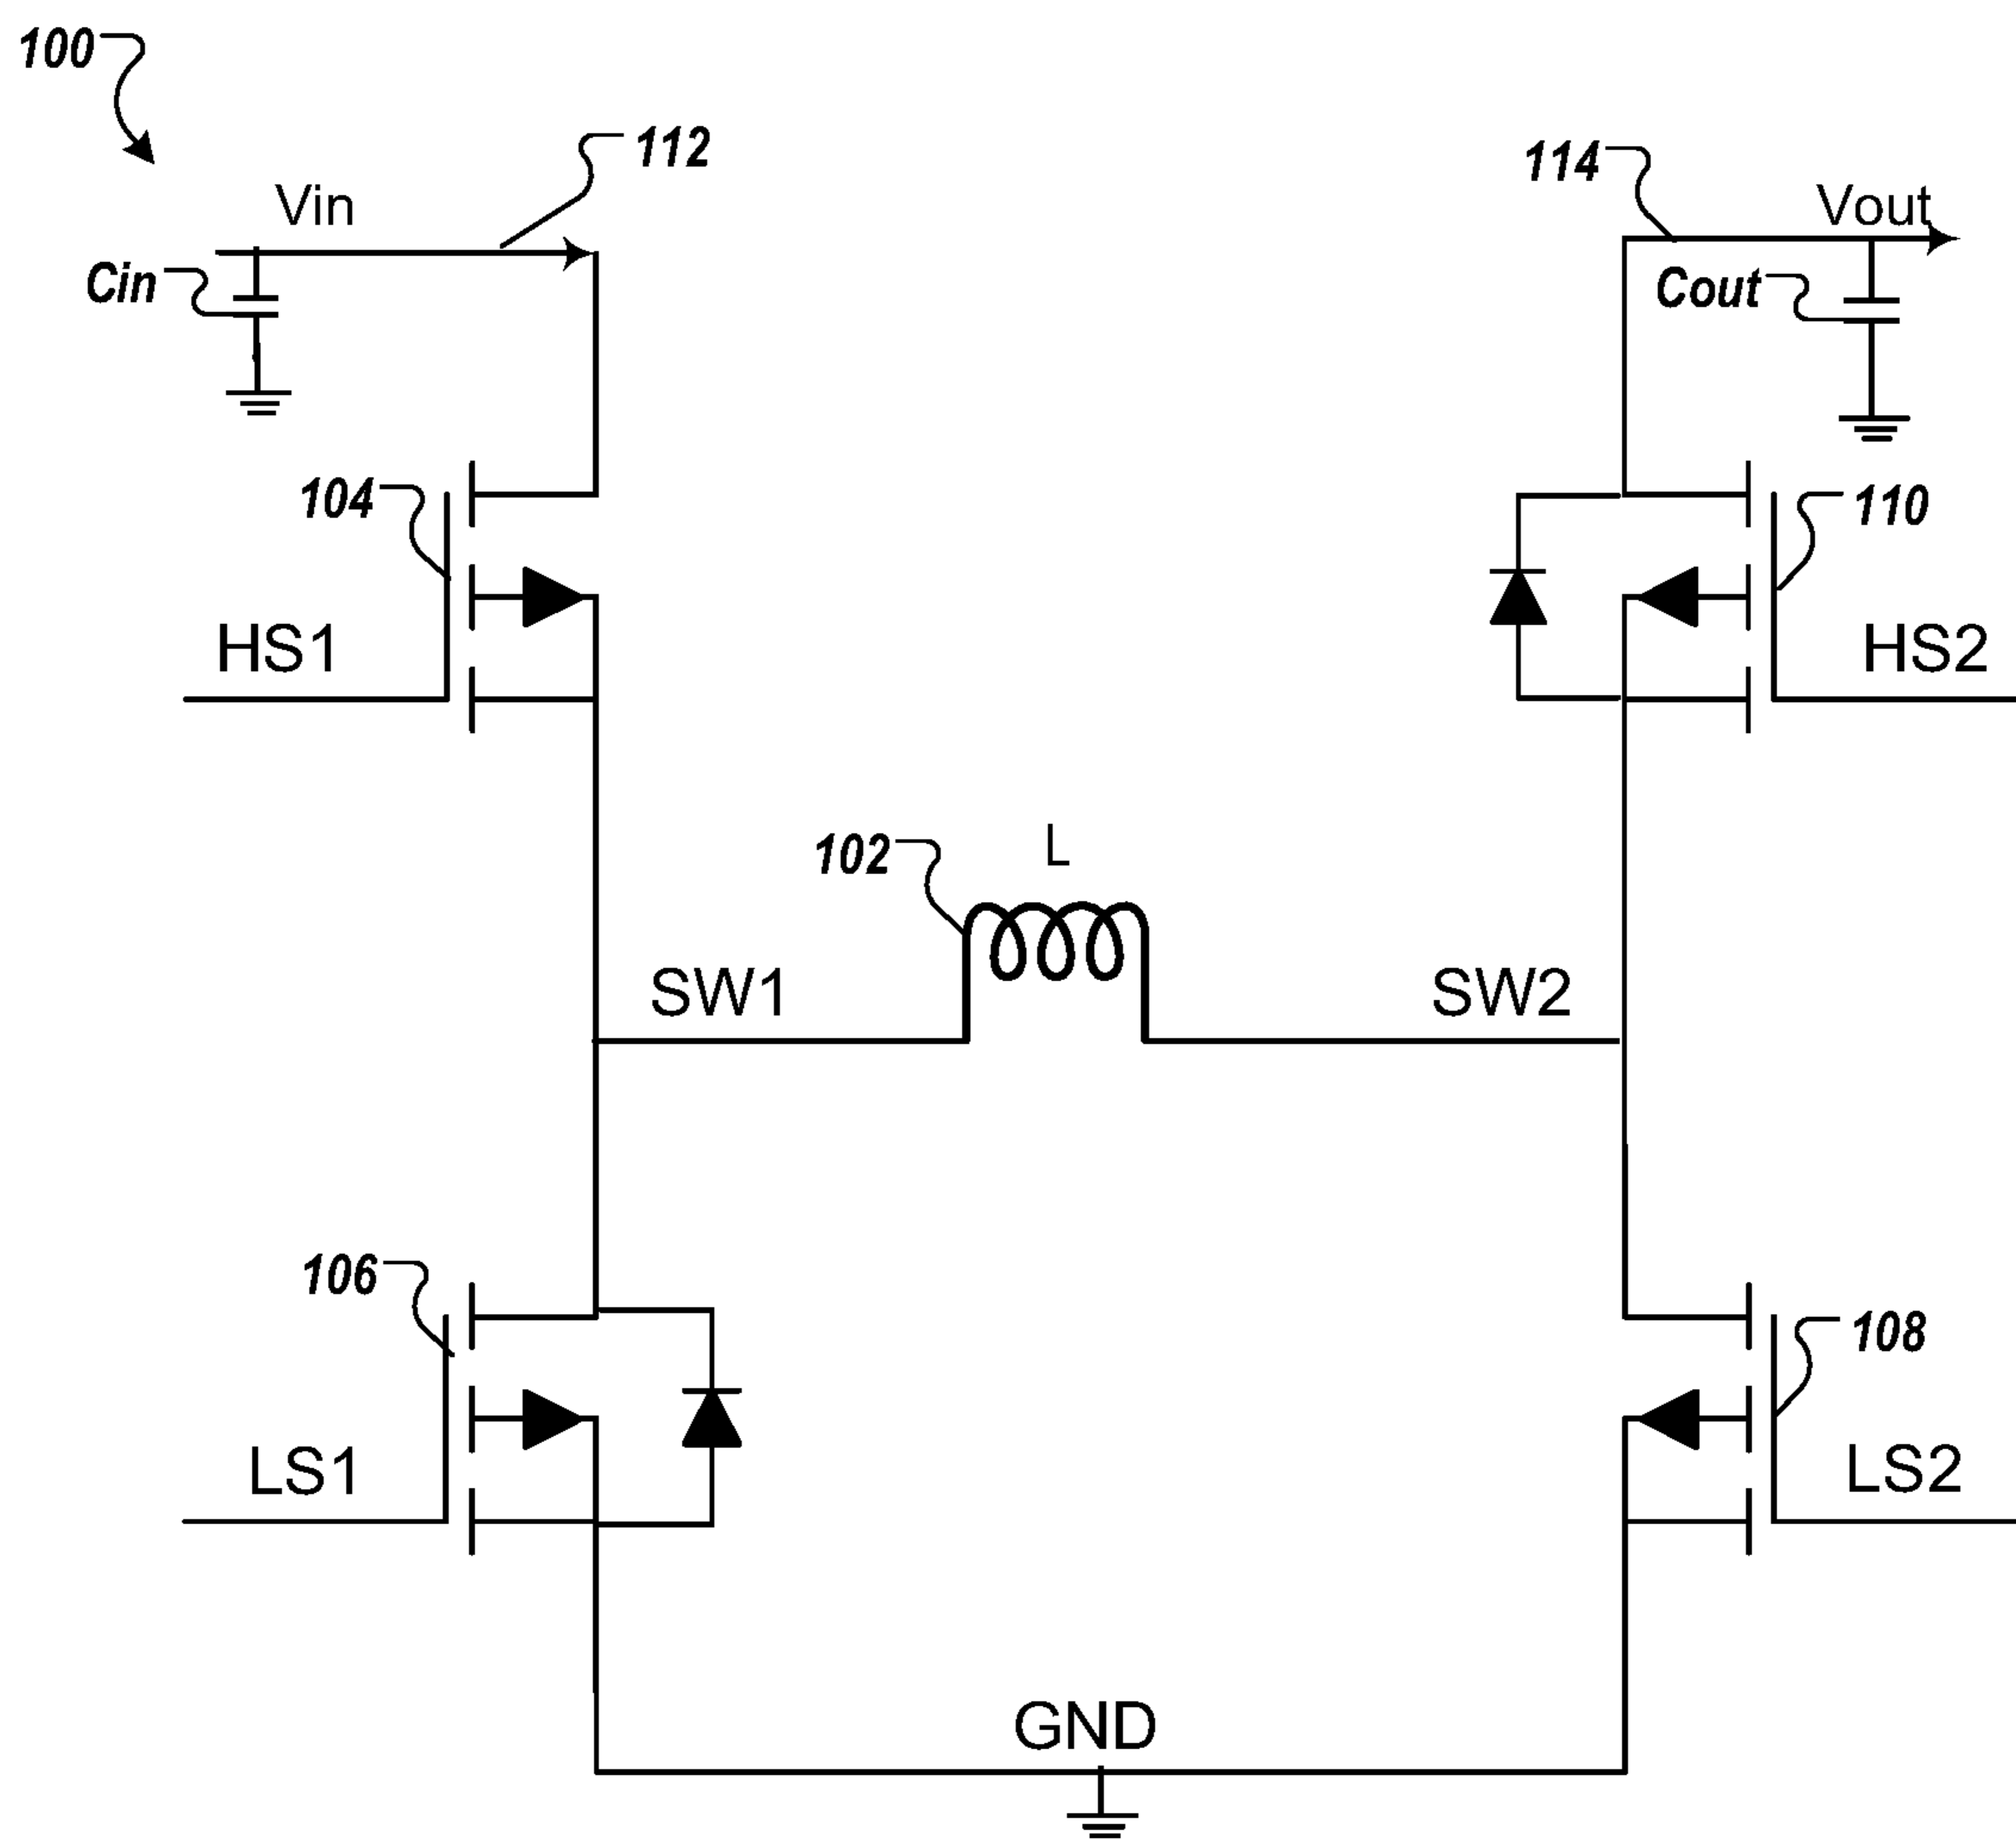 100
112
114
Vin
Vout
Cin
Cout
104
110
HS1
HS2
102
L
SW1
SW2
106
108
LS1
LS2
GND